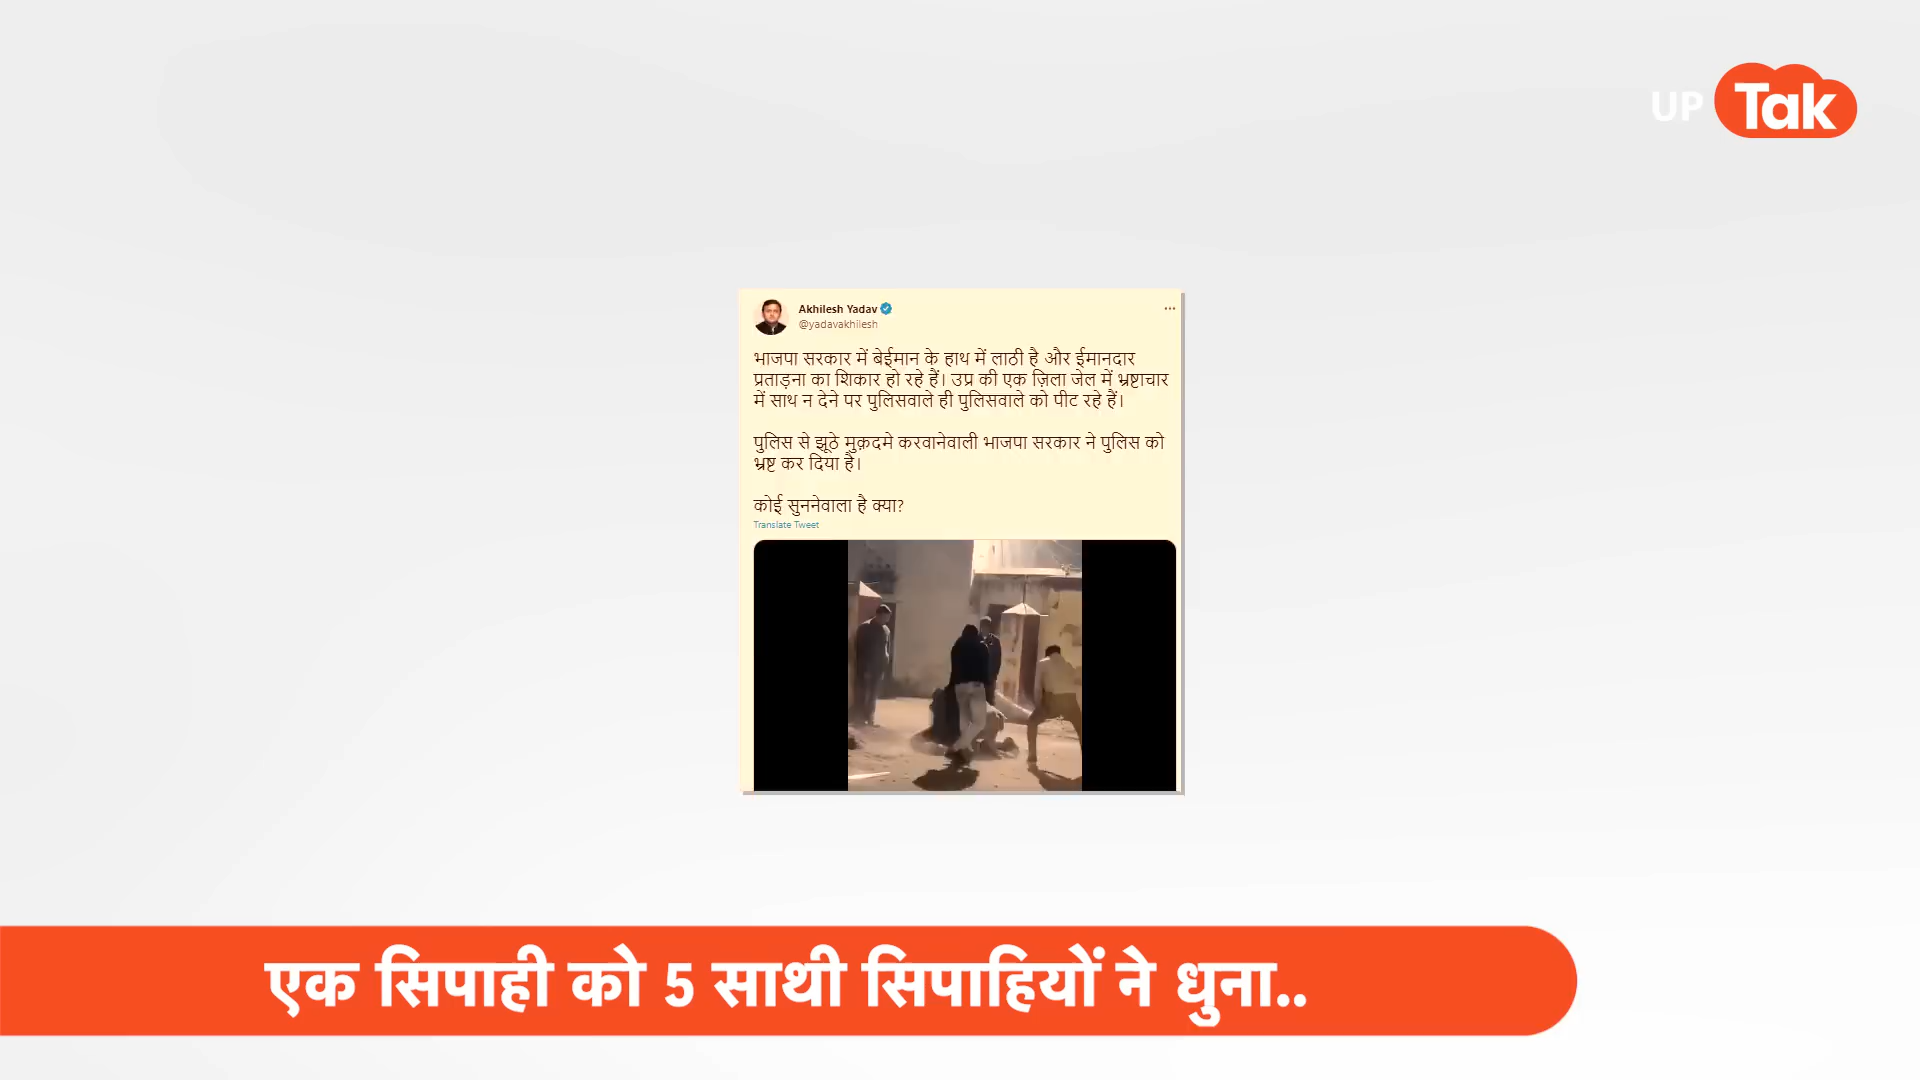 UP Tak
Akhilesh Yadav
@yadavakhilesh
भाजपा सरकार में बेईमान के हाथ में लाठी है और ईमानदार
प्रताड़ना का शिकार हो रहे हैं। उप्र की एक ज़िला जेल में भ्रष्टाचार
में साथ न देने पर पुलिसवाले ही पुलिसवाले को पीट रहे हैं।
पुलिस से झूठे मुक़दमे करवानेवाली भाजपा सरकार ने पुलिस को
भ्रष्ट कर दिया है।
कोई सुननेवाला है क्या?
Translate Tweet
एक सिपाही को 5 साथी सिपाहियों ने धुना..